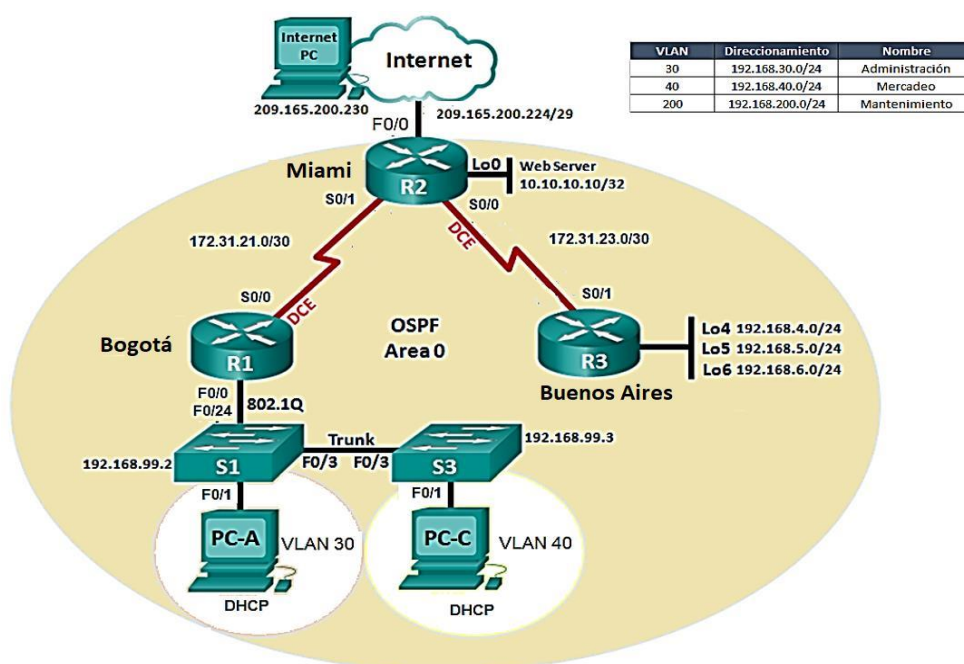 Internet
PC
Internet
209.165.200.230
209.165.200.224/29
F0/0
VLAN Direccionamiento Nombre
30 192.168.30.0/24 Administración
40 192.168.40.0/24 Mercadeo
200 192.168.200.0/24 Mantenimiento
Miami
R2
Lo0
Web Server
10.10.10.10/32
S0/1
S0/0
DCE
172.31.21.0/30
172.31.23.0/30
S0/0
DCE
S0/1
Bogotá
R1
OSPF
Area 0
R3
Buenos Aires
Lo4 192.168.4.0/24
Lo5 192.168.5.0/24
Lo6 192.168.6.0/24
F0/0
F0/24
802.1Q
192.168.99.2
S1
Trunk
F0/3
F0/3
S3
192.168.99.3
F0/1
F0/1
PC-A
VLAN 30
DHCP
PC-C
VLAN 40
DHCP